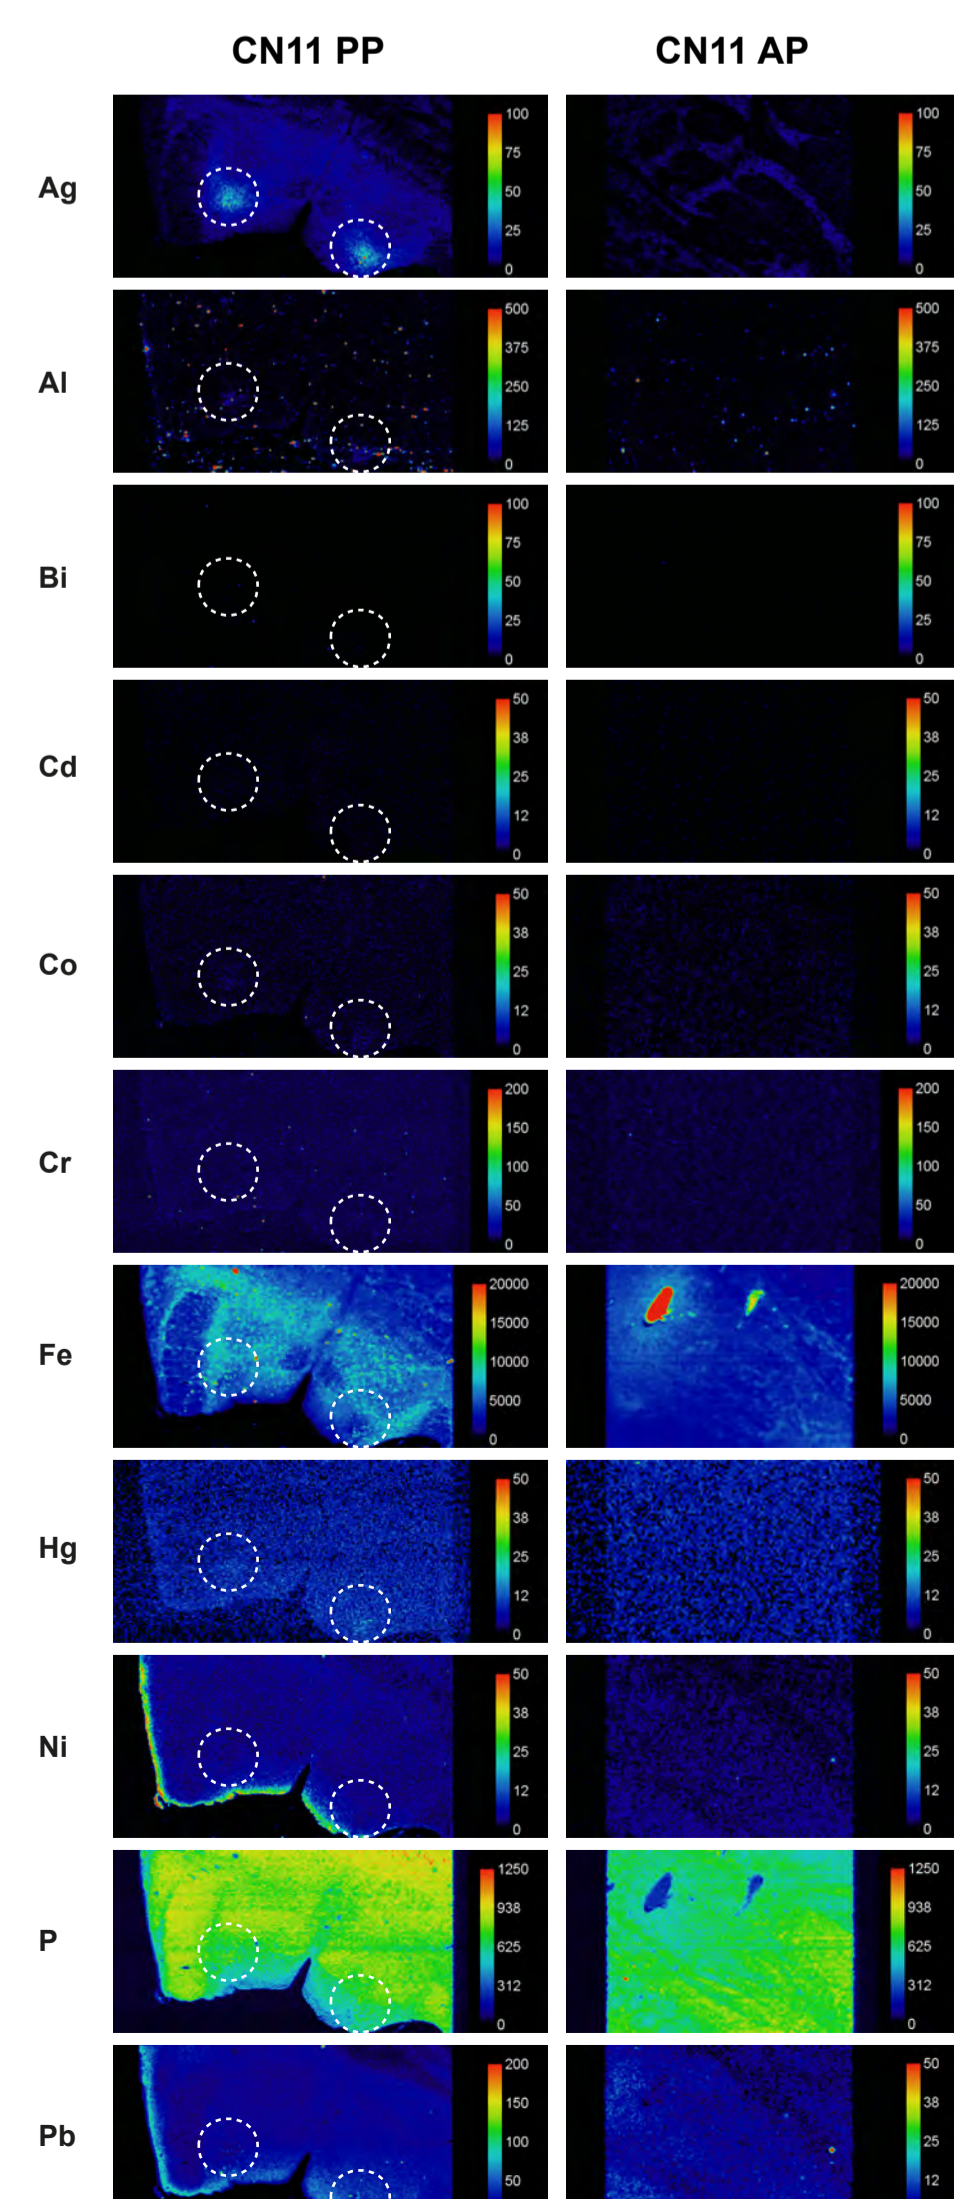 CN11 PP CN11 AP
Ag 100 75 50 25 0 100 75 50 25 0
Al 500 375 250 125 0 500 375 250 125 0
Bi 100 75 50 25 0 100 75 50 25 0
Cd 50 38 25 12 0 50 38 25 12 0
Co 50 38 25 12 0 50 38 25 12 0
Cr 200 150 100 50 0 200 150 100 50 0
Fe 20000 15000 10000 5000 0 20000 15000 10000 5000 0
Hg 50 38 25 12 0 50 38 25 12 0
Ni 50 38 25 12 0 50 38 25 12 0
P 1250 938 625 312 0 1250 938 625 312 0
Pb 200 150 100 50 50 38 25 12